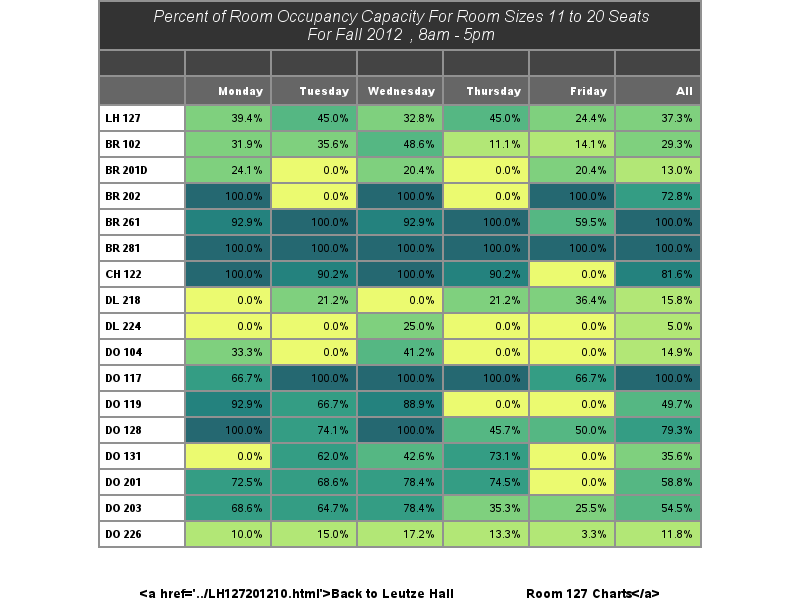 Percent of Room Occupancy Capacity For Room Sizes 11 to 20 Seats
For Fall 2012 , 8am - 5pm
Monday Tuesday Wednesday Thursday Friday All
LH 127 39.4% 45.0% 32.8% 45.0% 24.4% 37.3%
BR 102 31.9% 35.6% 48.6% 11.1% 14.1% 29.3%
BR 201D 24.1% 0.0% 20.4% 0.0% 20.4% 13.0%
BR 202 100.0% 0.0% 100.0% 0.0% 100.0% 72.8%
BR 261 92.9% 100.0% 92.9% 100.0% 59.5% 100.0%
BR 281 100.0% 100.0% 100.0% 100.0% 100.0% 100.0%
CH 122 100.0% 90.2% 100.0% 90.2% 0.0% 81.6%
DL 218 0.0% 21.2% 0.0% 21.2% 36.4% 15.8%
DL 224 0.0% 0.0% 25.0% 0.0% 0.0% 5.0%
DO 104 33.3% 0.0% 41.2% 0.0% 0.0% 14.9%
DO 117 66.7% 100.0% 100.0% 100.0% 66.7% 100.0%
DO 119 92.9% 66.7% 88.9% 0.0% 0.0% 49.7%
DO 128 100.0% 74.1% 100.0% 45.7% 50.0% 79.3%
DO 131 0.0% 62.0% 42.6% 73.1% 0.0% 35.6%
DO 201 72.5% 68.6% 78.4% 74.5% 0.0% 58.8%
DO 203 68.6% 64.7% 78.4% 35.3% 25.5% 54.5%
DO 226 10.0% 15.0% 17.2% 13.3% 3.3% 11.8%
<a href='../LH127201210.html'>Back to Leutze Hall Room 127 Charts</a>